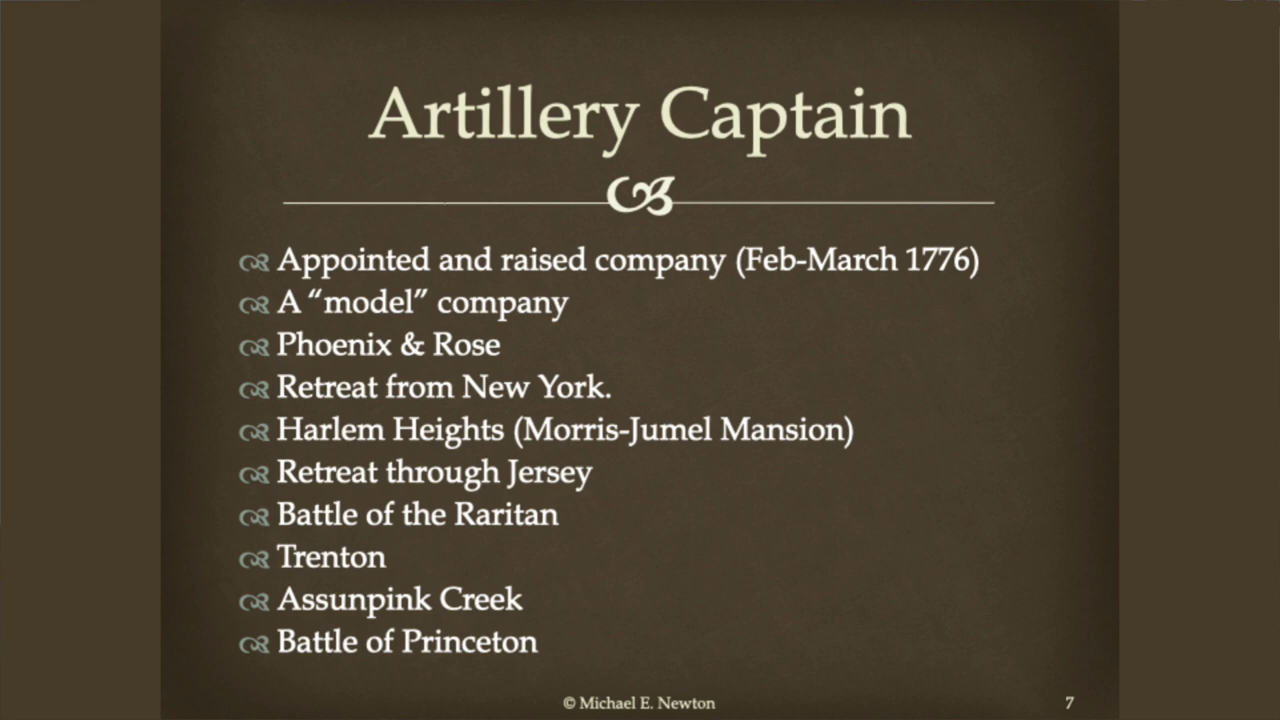 Artillery Captain
Appointed and raised company (Feb-March 1776)
A “model” company
Phoenix & Rose
Retreat from New York.
Harlem Heights (Morris-Jumel Mansion)
Retreat through Jersey
Battle of the Raritan
Trenton
Assunpink Creek
Battle of Princeton
© Michael E. Newton
7